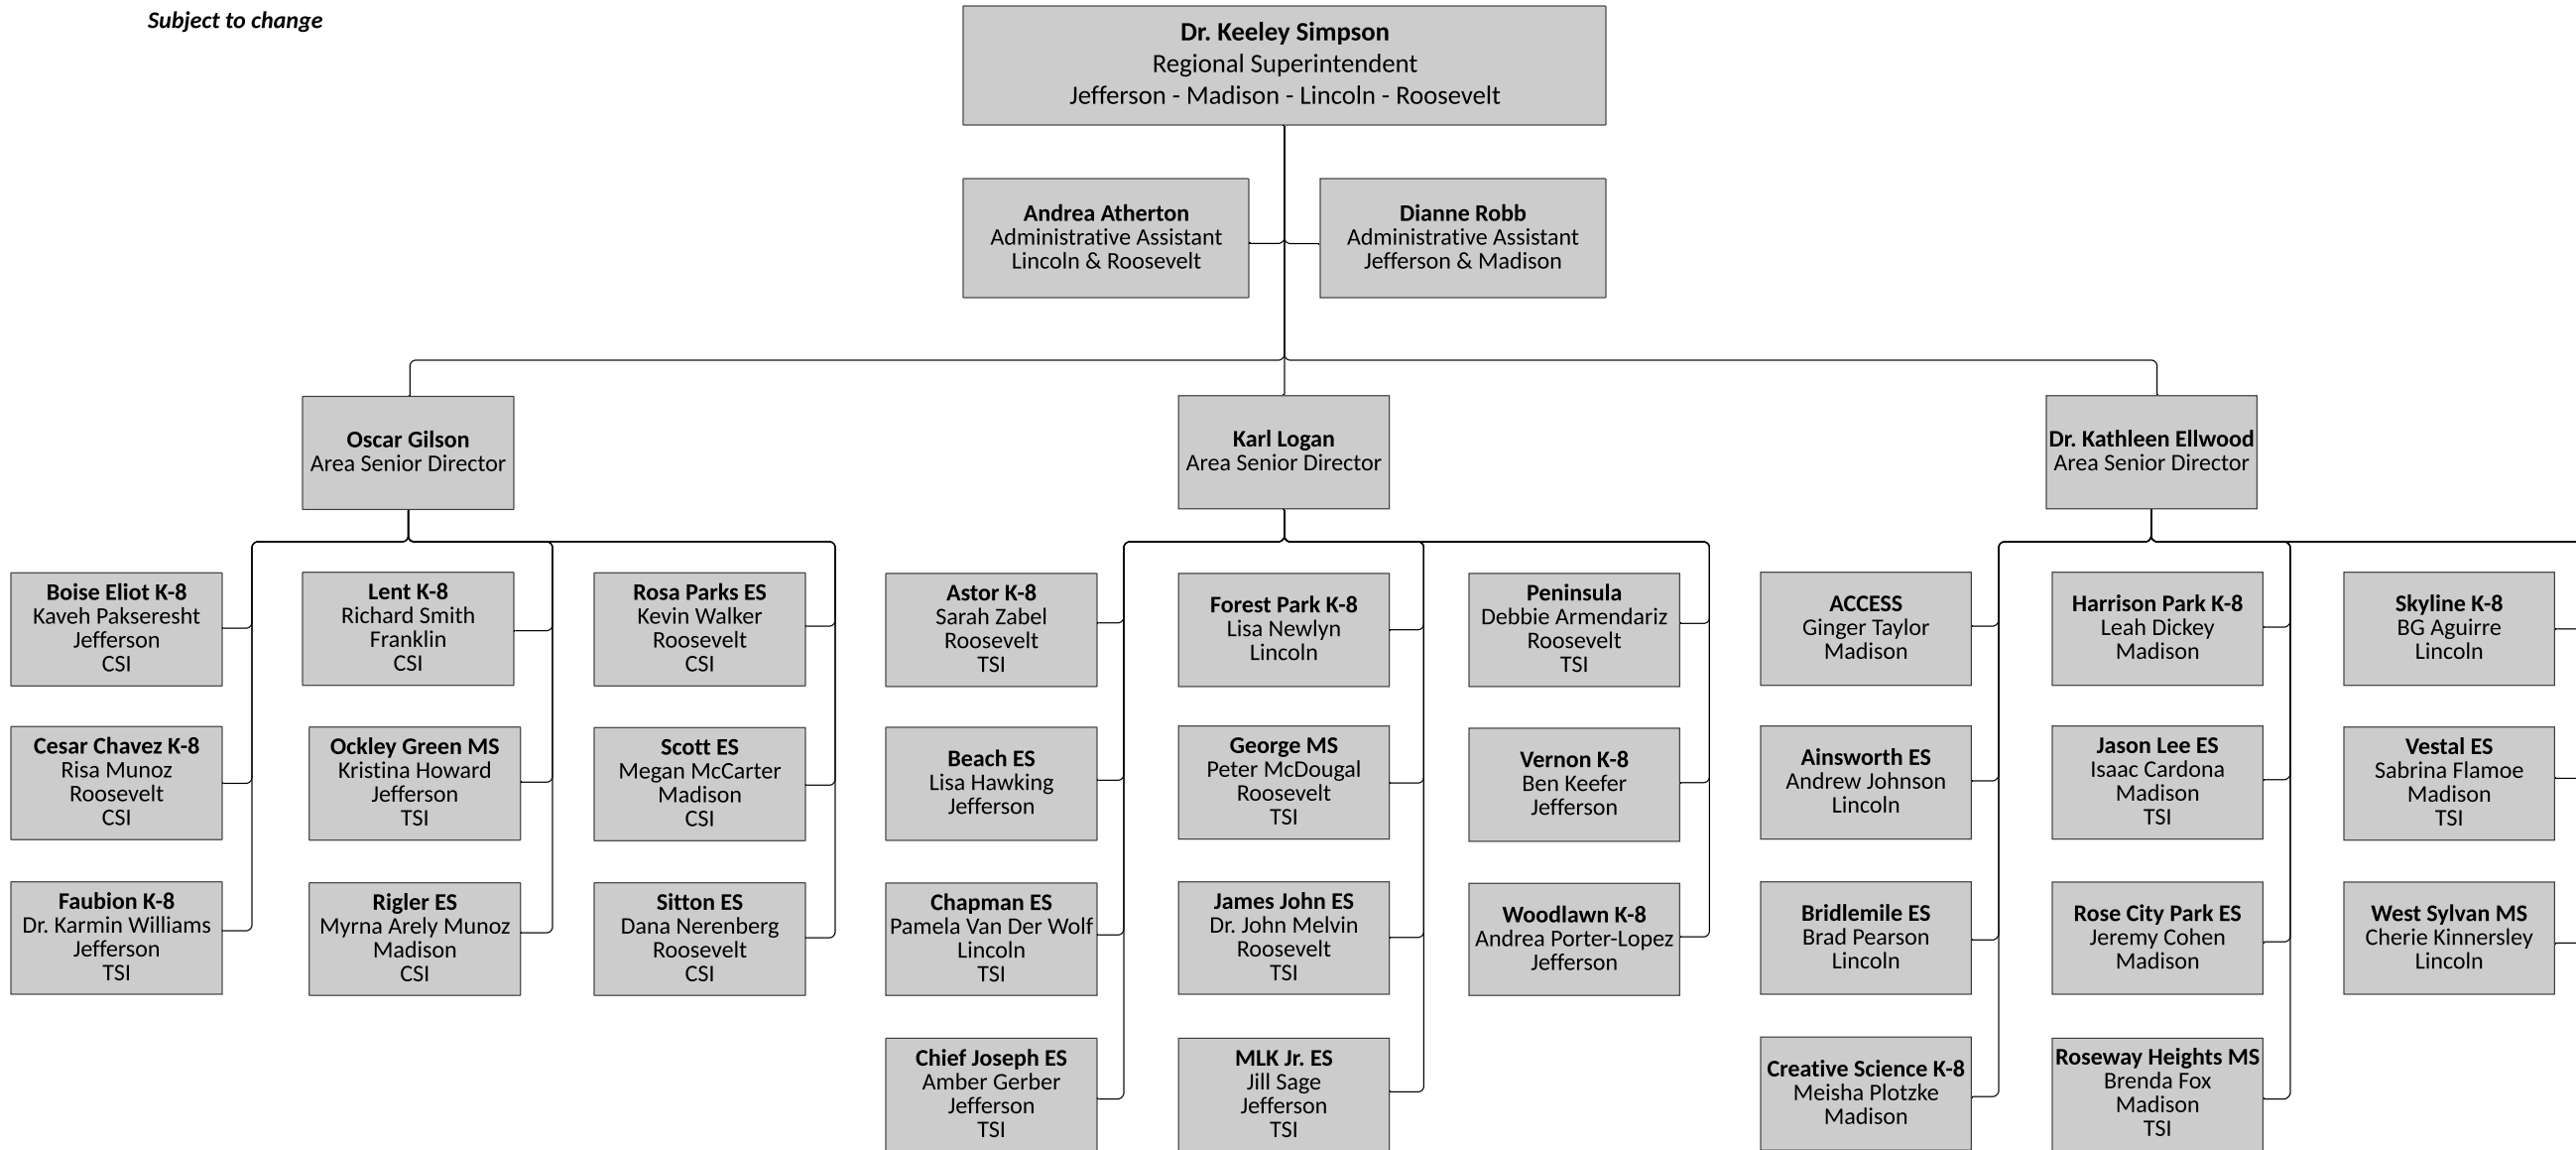 Subject to change
Dr. Keeley Simpson
Regional Superintendent
Jefferson - Madison - Lincoln - Roosevelt
Andrea Atherton
Administrative Assistant
Lincoln & Roosevelt
Dianne Robb
Administrative Assistant
Jefferson & Madison
Oscar Gilson
Area Senior Director
Karl Logan
Area Senior Director
Dr. Kathleen Ellwood
Area Senior Director
Boise Eliot K-8
Kaveh Pakseresht
Jefferson
CSI
Lent K-8
Richard Smith
Franklin
CSI
Rosa Parks ES
Kevin Walker
Roosevelt
CSI
Astor K-8
Sarah Zabel
Roosevelt
TSI
Forest Park K-8
Lisa Newlyn
Lincoln
Peninsula
Debbie Armendariz
Roosevelt
TSI
ACCESS
Ginger Taylor
Madison
Harrison Park K-8
Leah Dickey
Madison
Skyline K-8
BG Aguirre
Lincoln
Cesar Chavez K-8
Risa Munoz
Roosevelt
CSI
Ockley Green MS
Kristina Howard
Jefferson
TSI
Scott ES
Megan McCarter
Madison
CSI
Beach ES
Lisa Hawking
Jefferson
George MS
Peter McDougal
Roosevelt
TSI
Vernon K-8
Ben Keefer
Jefferson
Ainsworth ES
Andrew Johnson
Lincoln
Jason Lee ES
Isaac Cardona
Madison
TSI
Vestal ES
Sabrina Flamoe
Madison
TSI
Faubion K-8
Dr. Karmin Williams
Jefferson
TSI
Rigler ES
Myrna Arely Munoz
Madison
CSI
Sitton ES
Dana Nerenberg
Roosevelt
CSI
Chapman ES
Pamela Van Der Wolf
Lincoln
TSI
James John ES
Dr. John Melvin
Roosevelt
TSI
Woodlawn K-8
Andrea Porter-Lopez
Jefferson
Bridlemile ES
Brad Pearson
Lincoln
Rose City Park ES
Jeremy Cohen
Madison
West Sylvan MS
Cherie Kinnersley
Lincoln
Chief Joseph ES
Amber Gerber
Jefferson
TSI
MLK Jr. ES
Jill Sage
Jefferson
TSI
Creative Science K-8
Meisha Plotzke
Madison
Roseway Heights MS
Brenda Fox
Madison
TSI